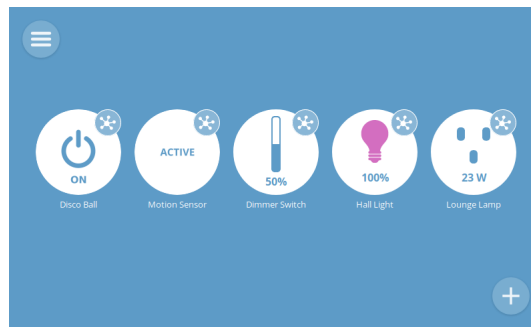 ON
ACTIVE
50%
100%
23 W
Disco Ball
Motion Sensor
Dimmer Switch
Hall Light
Lounge Lamp